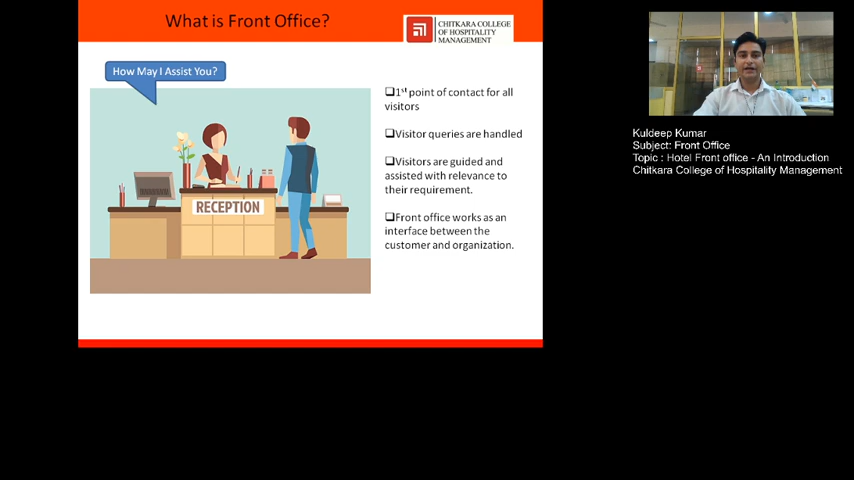 What is Front Office?
CHITKARA COLLEGE
OF HOSPITALITY
MANAGEMENT
How May I Assist You?
❑1st point of contact for all
visitors
❑Visitor queries are handled
❑Visitors are guided and
assisted with relevance to
their requirement.
❑Front office works as an
interface between the
customer and organization.
RECEPTION
Kuldeep Kumar
Subject: Front Office
Topic : Hotel Front office - An Introduction
Chitkara College of Hospitality Management